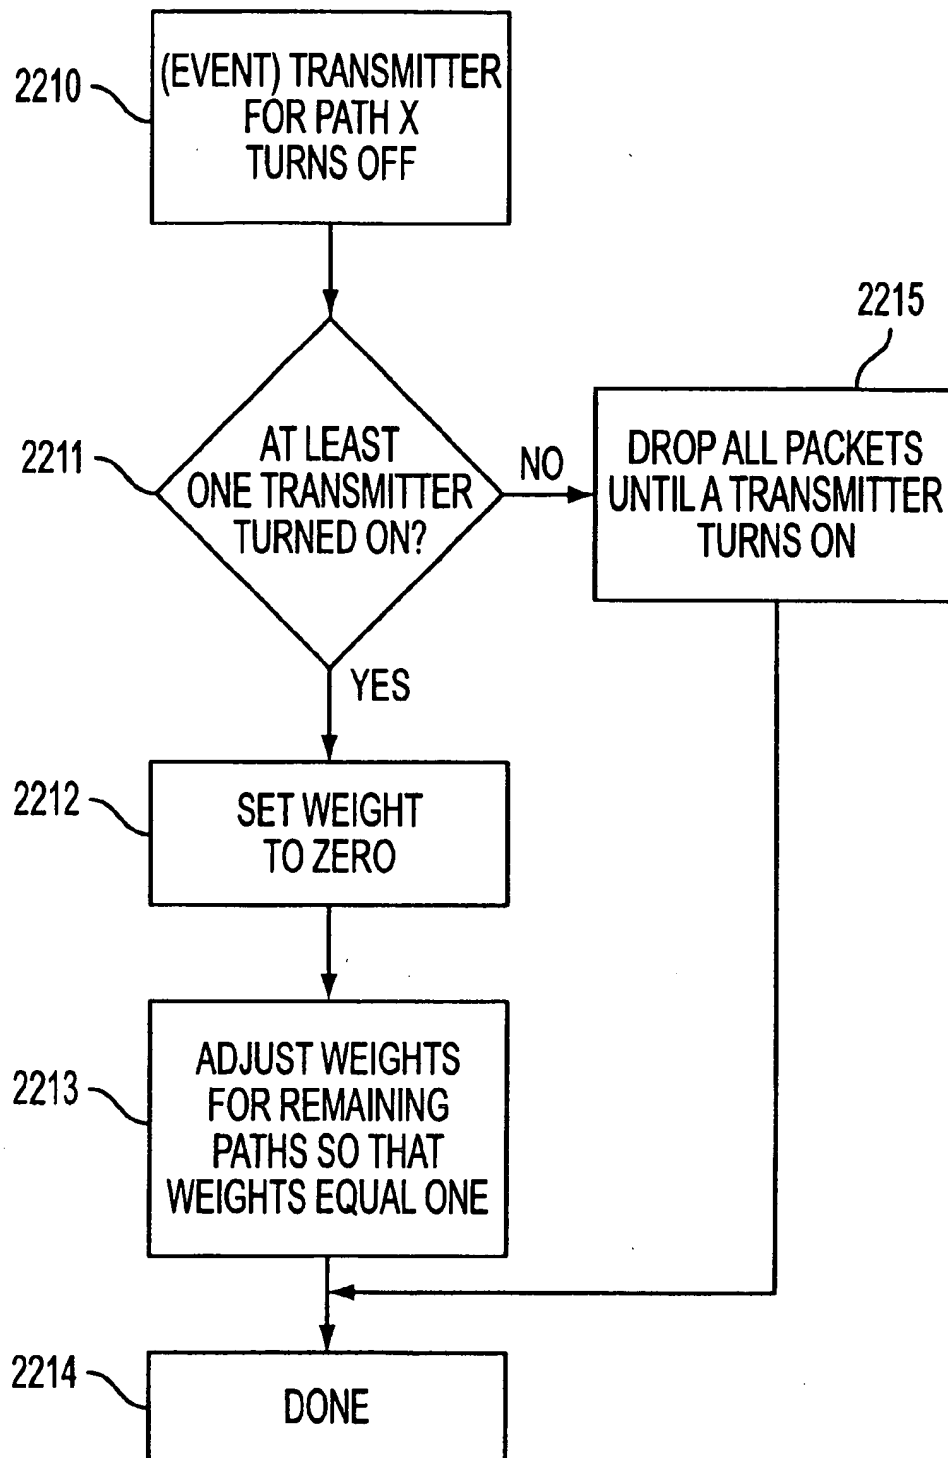 2210
(EVENT) TRANSMITTER
FOR PATH X
TURNS OFF
2211
AT LEAST
ONE TRANSMITTER
TURNED ON?
NO
2215
DROP ALL PACKETS
UNTIL A TRANSMITTER
TURNS ON
YES
2212
SET WEIGHT
TO ZERO
2213
ADJUST WEIGHTS
FOR REMAINING
PATHS SO THAT
WEIGHTS EQUAL ONE
2214
DONE